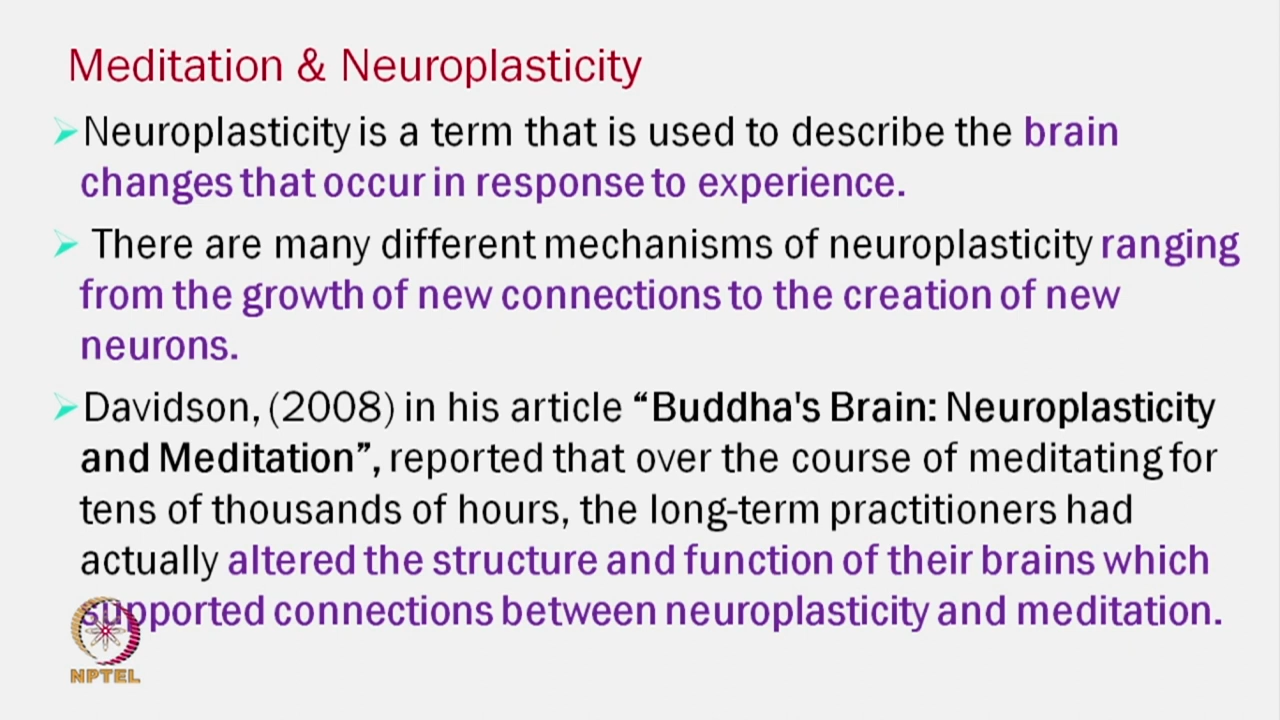 Meditation & Neuroplasticity
Neuroplasticity is a term that is used to describe the brain
changes that occur in response to experience.
There are many different mechanisms of neuroplasticity ranging
from the growth of new connections to the creation of new
neurons.
Davidson, (2008) in his article “Buddha's Brain: Neuroplasticity
and Meditation”, reported that over the course of meditating for
tens of thousands of hours, the long-term practitioners had
actually altered the structure and function of their brains which
supported connections between neuroplasticity and meditation.
NPTEL